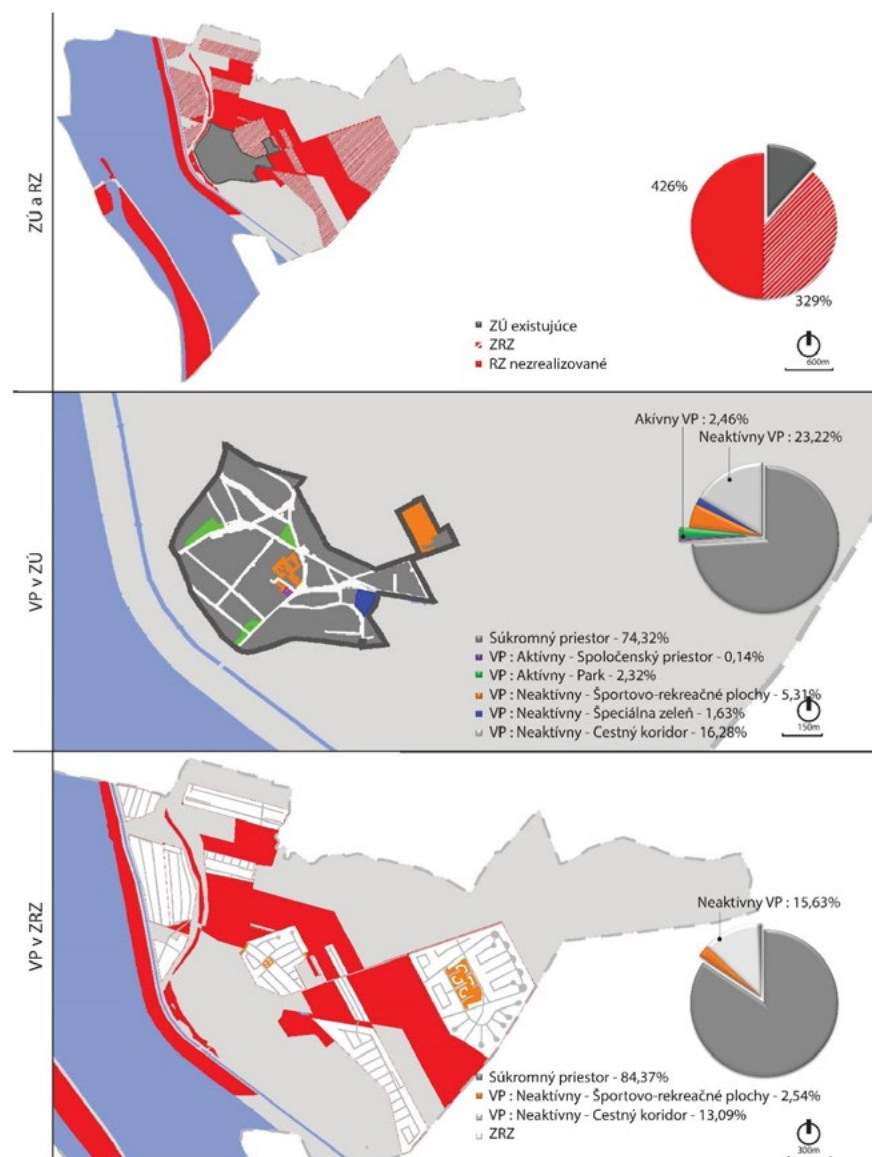 ZÚ a RZ
426%
329%
ZÚ existujúce
ZRZ
RZ nezrealizované
600m
VP v ZÚ
Akívny VP : 2,46%
Neaktívny VP : 23,22%
Súkromný priestor - 74,32%
VP : Aktívny - Spoločenský priestor - 0,14%
VP : Aktívny - Park - 2,32%
VP : Neaktívny - Športovo-rekreačné plochy - 5,31%
VP : Neaktívny - Špeciálna zeleň - 1,63%
VP : Neaktívny - Cestný koridor - 16,28%
150m
VP v ZRZ
Neaktívny VP : 15,63%
Súkromný priestor - 84,37%
VP : Neaktívny - Športovo-rekreačné plochy - 2,54%
VP : Neaktívny - Cestný koridor - 13,09%
ZRZ
300m